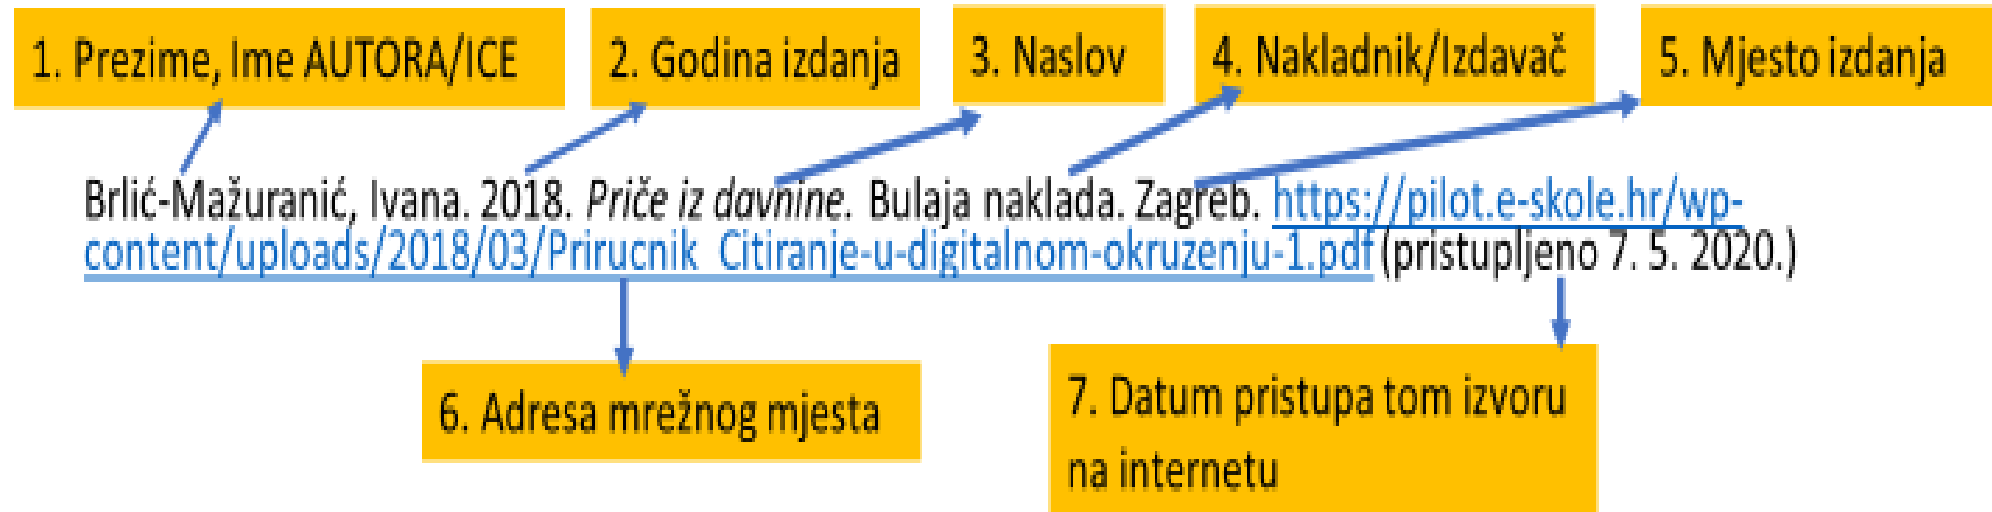 1. Prezime, Ime AUTORA/ICE
2. Godina izdanja
3. Naslov
4. Nakladnik/Izdavač
5. Mjesto izdanja
Brlić-Mažuranić, Ivana. 2018. Priče iz davnine. Bulaja naklada. Zagreb. https://pilot.e-skole.hr/wp-
content/uploads/2018/03/Prirucnik_Citiranje-u-digitalnom-okruzenju-1.pdf (pristupljeno 7. 5. 2020.)
6. Adresa mrežnog mjesta
7. Datum pristupa tom izvoru
na internetu